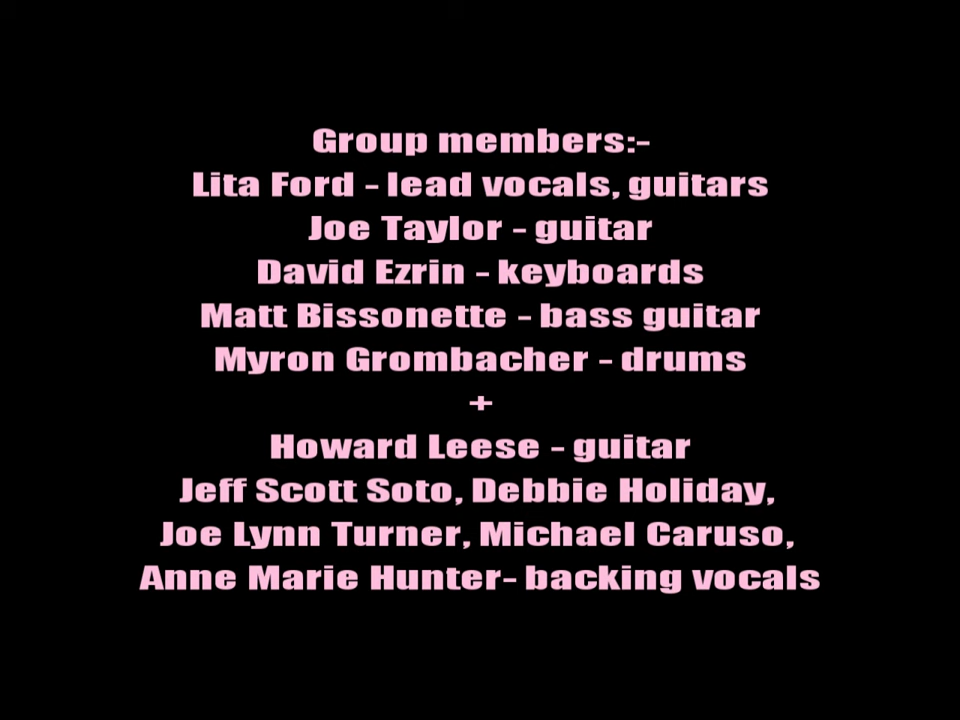 Group members:-
Lita Ford - lead vocals, guitars
Joe Taylor - guitar
David Ezrin - keyboards
Matt Bissonette - bass guitar
Myron Grombacher - drums
+
Howard Leese - guitar
Jeff Scott Soto, Debbie Holiday,
Joe Lynn Turner, Michael Caruso,
Anne Marie Hunter- backing vocals